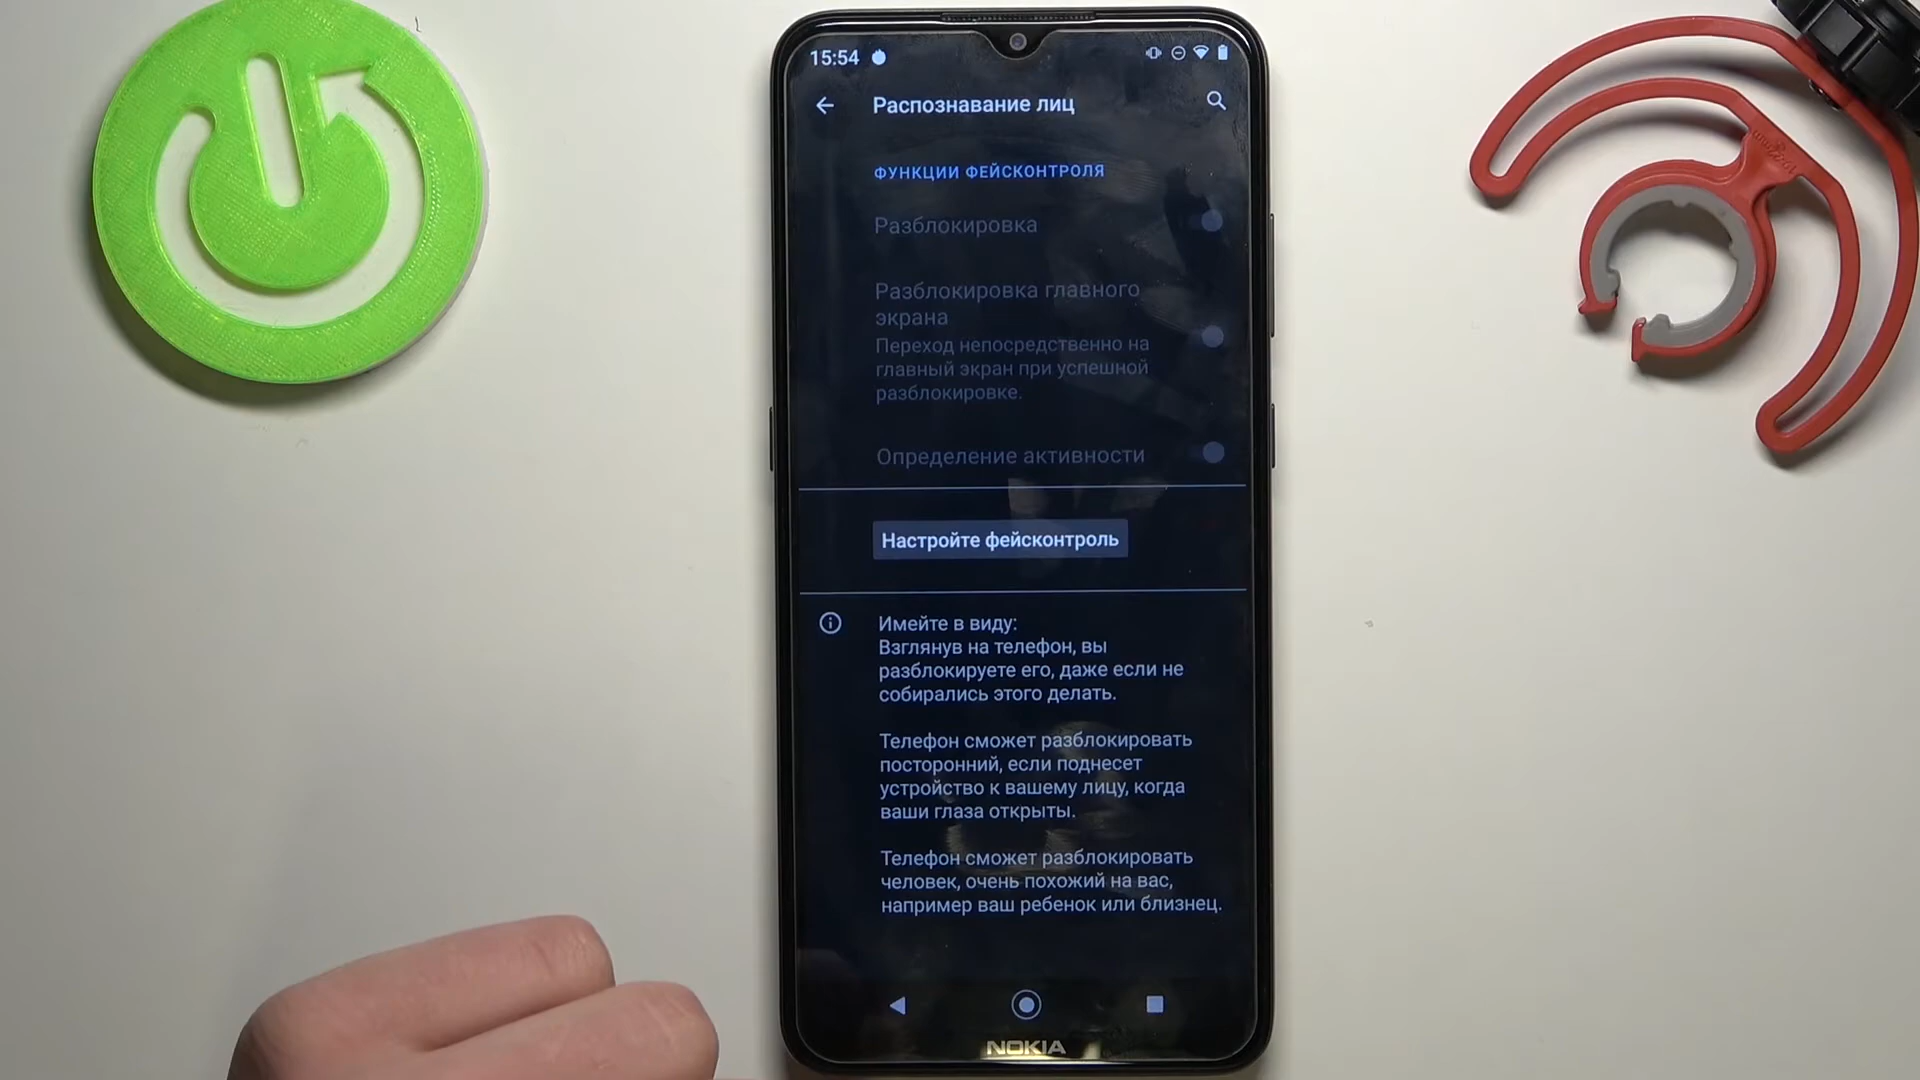 15:54
Распознавание лиц
ФУНКЦИИ ФЕЙСКОНТРОЛЯ
Разблокировка
Разблокировка главного
экрана
Переход непосредственно на
главный экран при успешной
разблокировке.
Определение активности
Настройте фейсконтроль
Имейте в виду:
Взглянув на телефон, вы
разблокируете его, даже если не
собирались этого делать.
Телефон сможет разблокировать
посторонний, если поднесет
устройство к вашему лицу, когда
ваши глаза открыты.
Телефон сможет разблокировать
человек, очень похожий на вас,
например ваш ребенок или близнец.
NOKIA